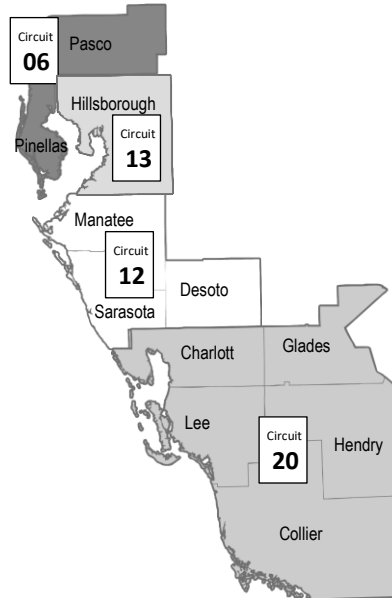 Circuit
06
Pasco
Hillsborough
Circuit
13
Pinellas
Manatee
Circuit
12
Desoto
Sarasota
Charlott
Glades
Lee
Circuit
20
Hendry
Collier